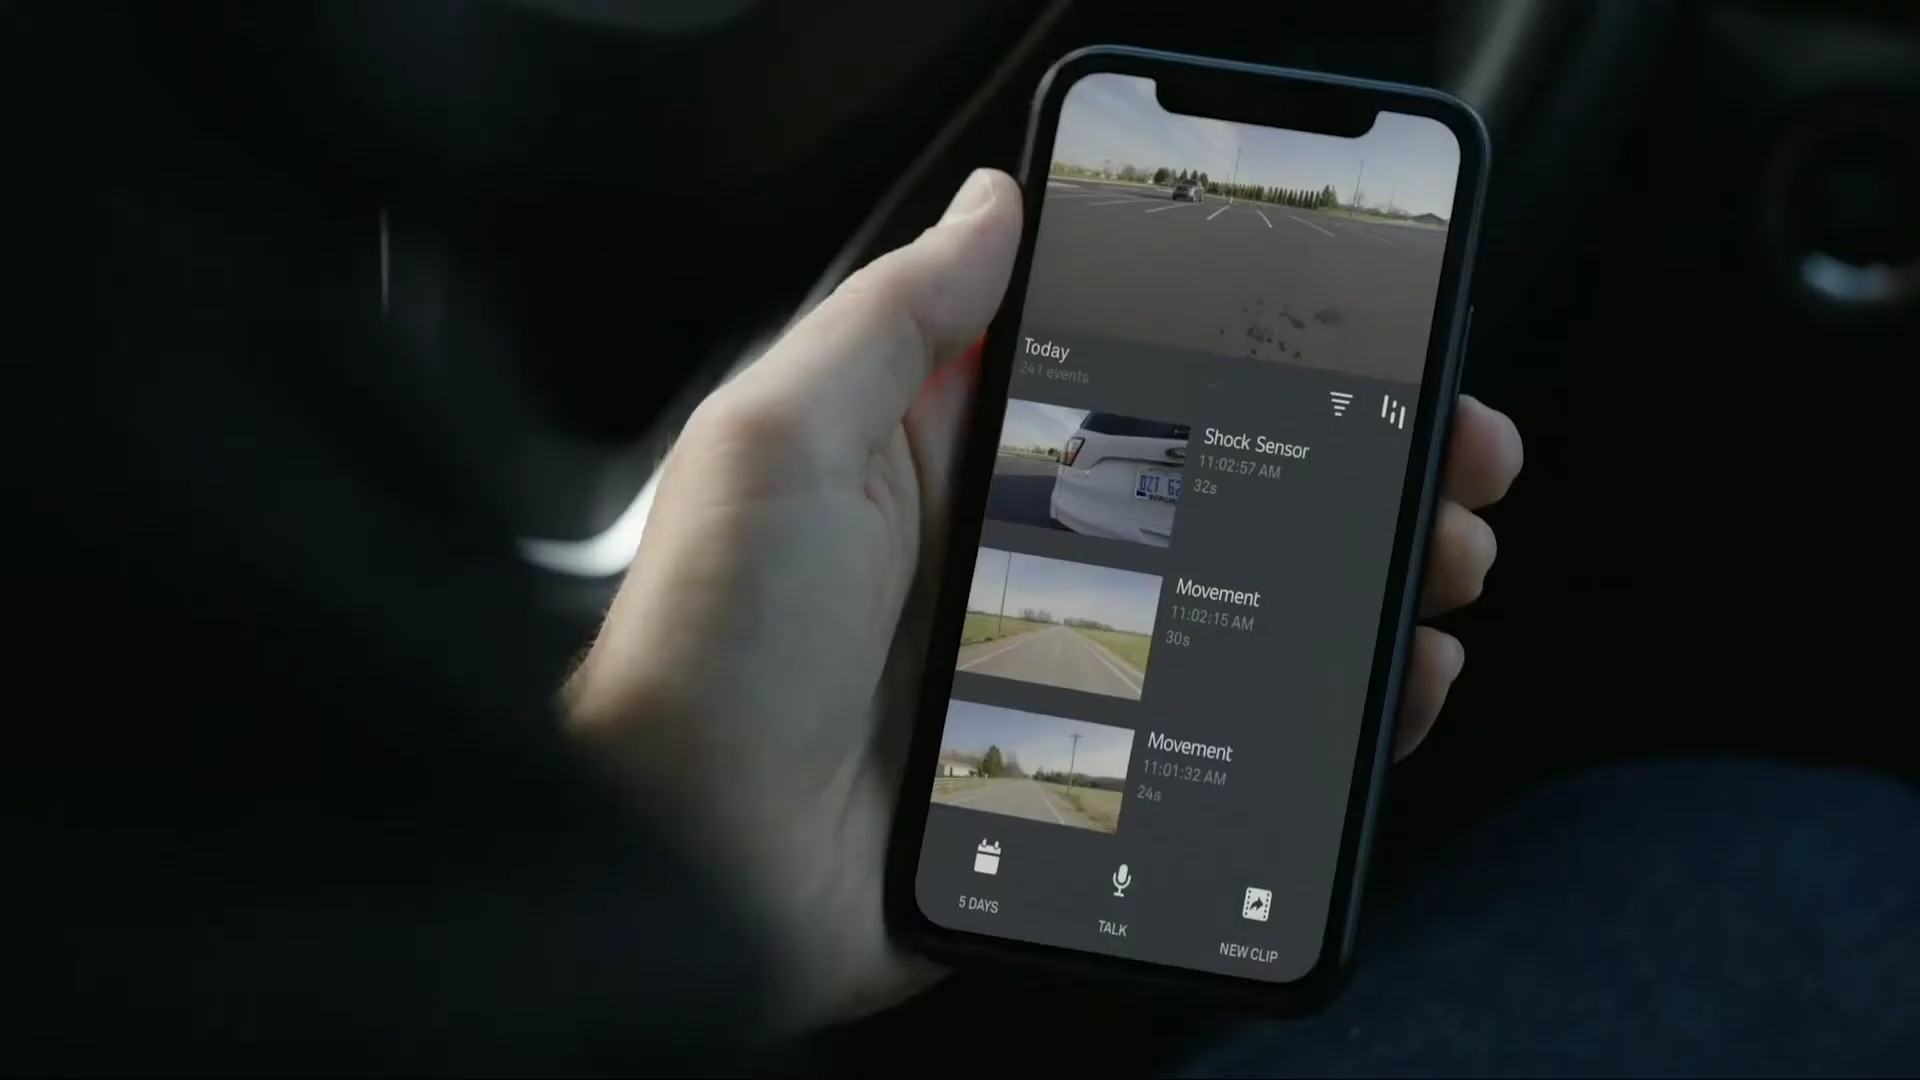 Today
241 events
Shock Sensor
11:02:57 AM
32s
Movement
11:02:15 AM
30s
Movement
11:01:32 AM
24s
5 DAYS
TALK
NEW CLIP